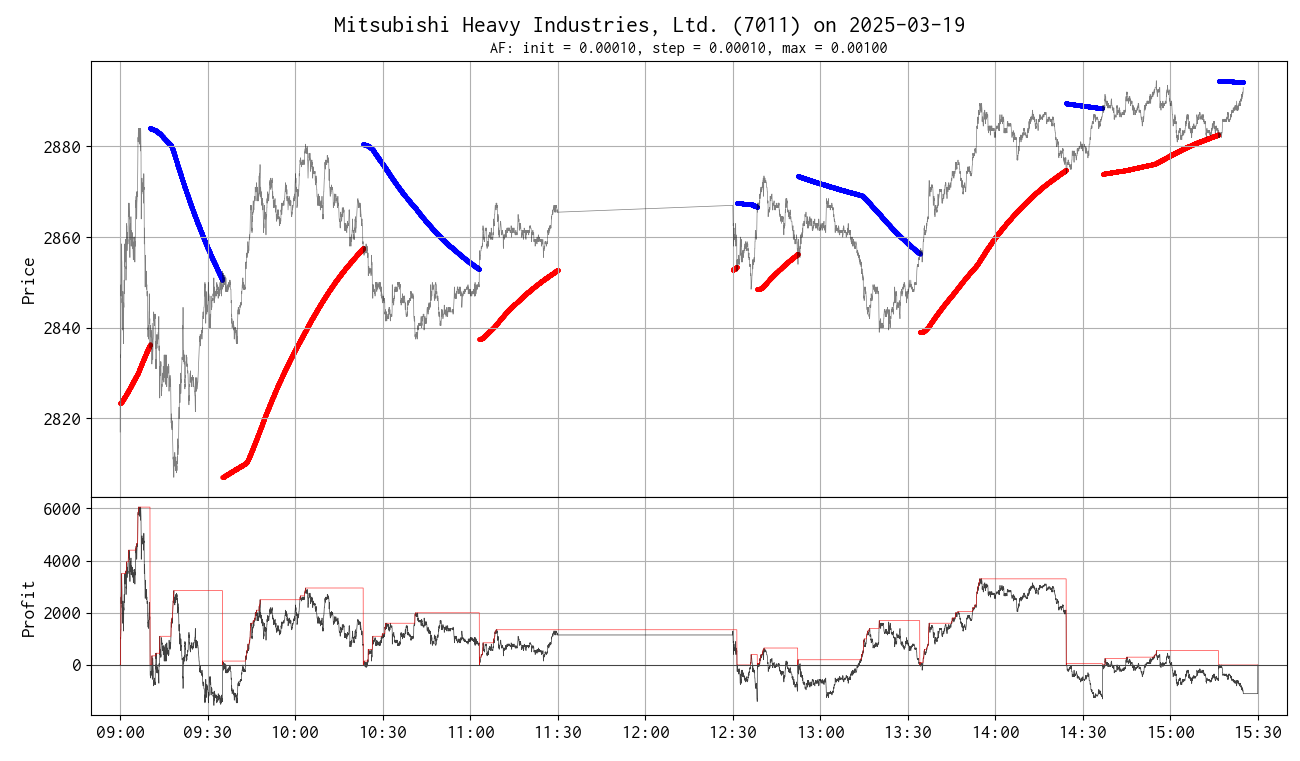 Mitsubishi Heavy Industries, Ltd. (7011) on 2025-03-19
AF: init = 0.00010, step = 0.00010, max = 0.00100
Price
2880
2860
2840
2820
Profit
6000
4000
2000
0
09:00 09:30 10:00 10:30 11:00 11:30 12:00 12:30 13:00 13:30 14:00 14:30 15:00 15:30